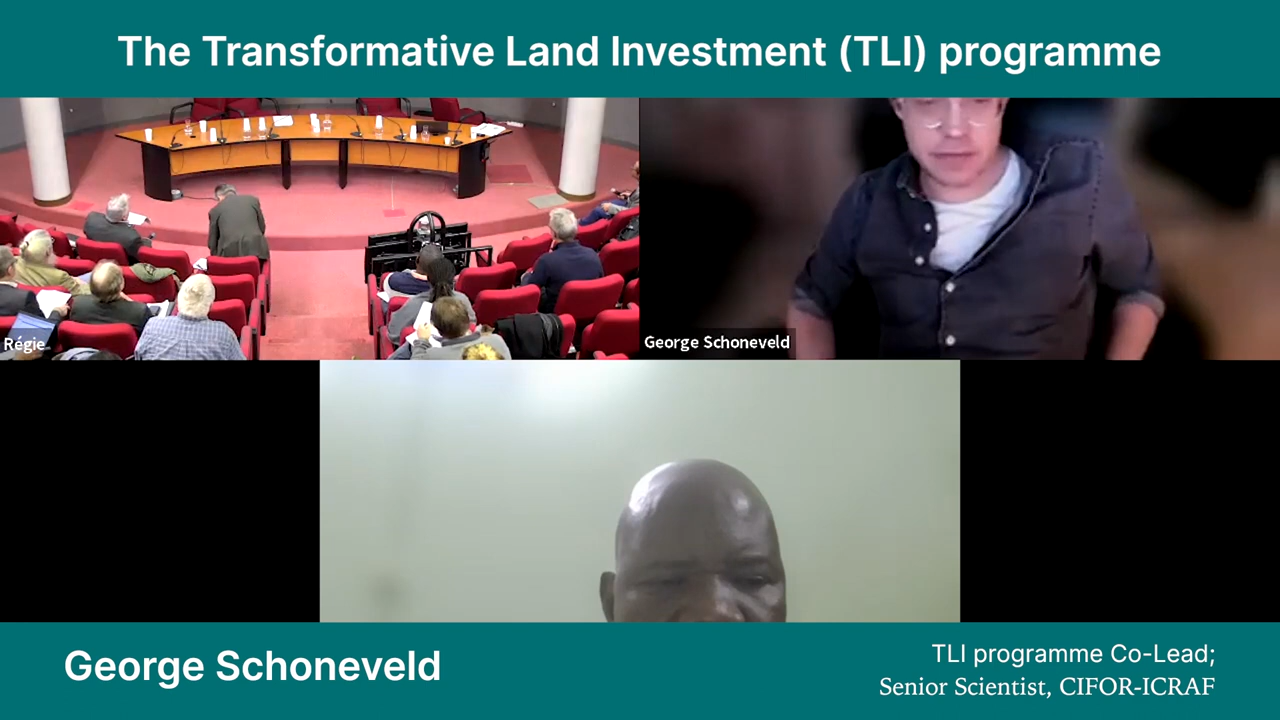 The Transformative Land Investment (TLI) programme
Régie
George Schoneveld
George Schoneveld
TLI programme Co-Lead;
Senior Scientist, CIFOR-ICRAF